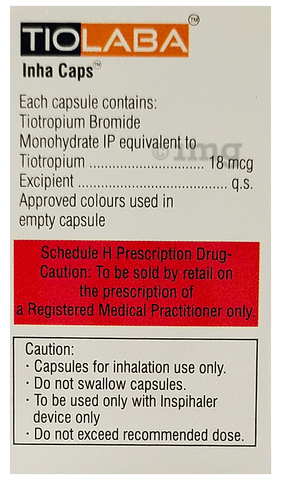 TIOLABA™
Inha Caps™
Each capsule contains:
Tiotropium Bromide
Monohydrate IP equivalent to
Tiotropium .......................... 18 mcg
Excipient ................................. q.s.
Approved colours used in
empty capsule
1mg
Schedule H Prescription Drug-
Caution: To be sold by retail on
the prescription of
a Registered Medical Practitioner only.
Caution:
· Capsules for inhalation use only.
· Do not swallow capsules.
· To be used only with Inspihaler
device only
· Do not exceed recommended dose.